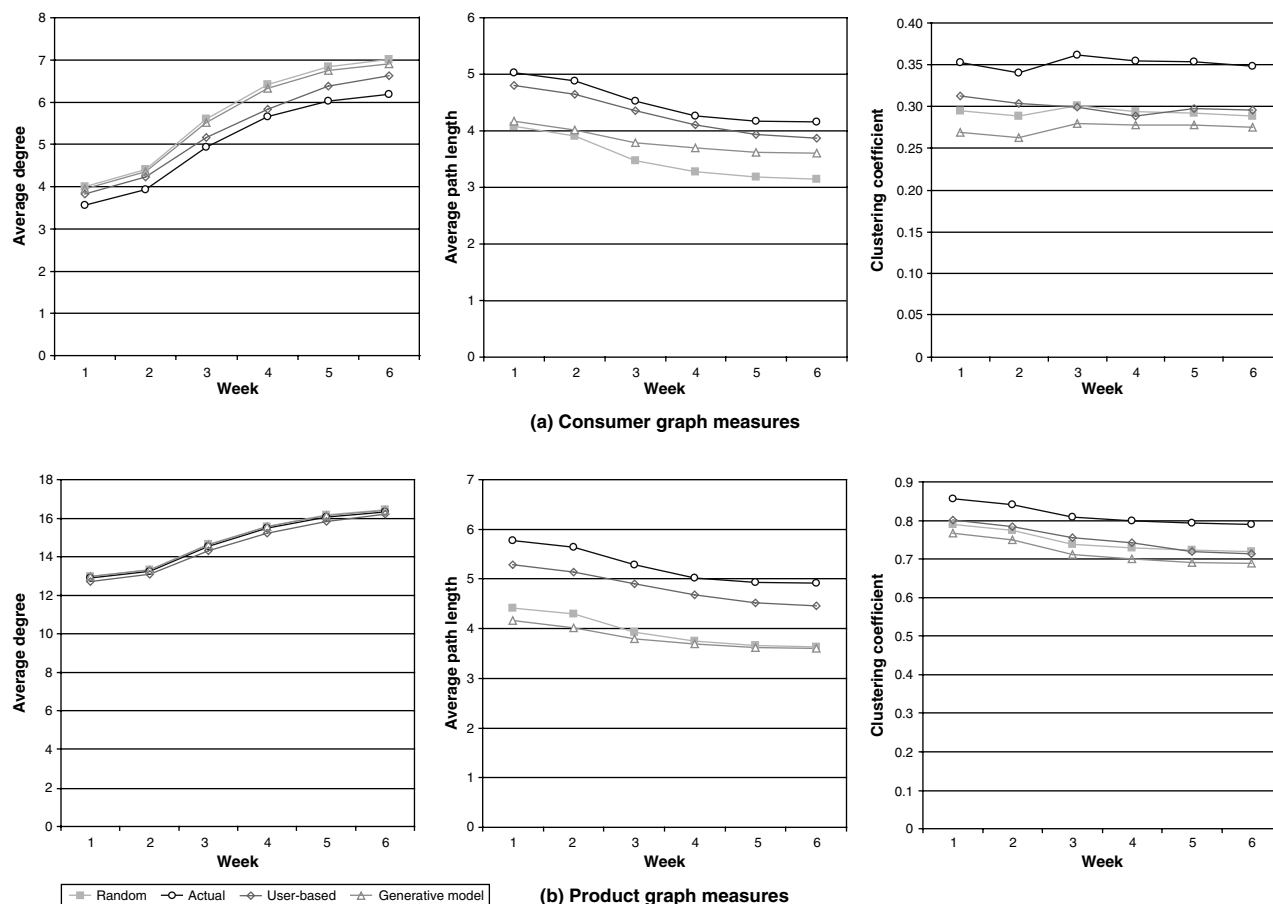 8
7
6
5
4
3
2
1
0
Average degree
1 2 3 4 5 6
Week
6
5
4
3
2
1
0
Average path length
1 2 3 4 5 6
Week
0.40
0.35
0.30
0.25
0.20
0.15
0.10
0.05
0
Clustering coefficient
1 2 3 4 5 6
Week
(a) Consumer graph measures
18
16
14
12
10
8
6
4
2
0
Average degree
1 2 3 4 5 6
Week
7
6
5
4
3
2
1
0
Average path length
1 2 3 4 5 6
Week
0.9
0.8
0.7
0.6
0.5
0.4
0.3
0.2
0.1
0
Clustering coefficient
1 2 3 4 5 6
Week
Random Actual User-based Generative model
(b) Product graph measures